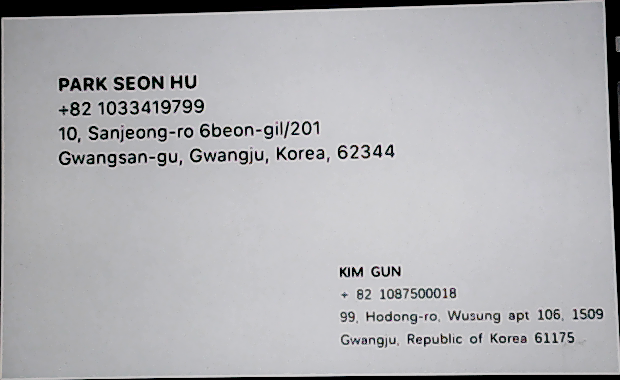 PARK SEON HU
+82 1033419799
10, Sanjeong-ro 6beon-gil/201
Gwangsan-gu, Gwangju, Korea, 62344
KIM GUN
+ 82 1087500018
99, Hodong-ro, Wusung apt 106, 1509
Gwangju, Republic of Korea 61175